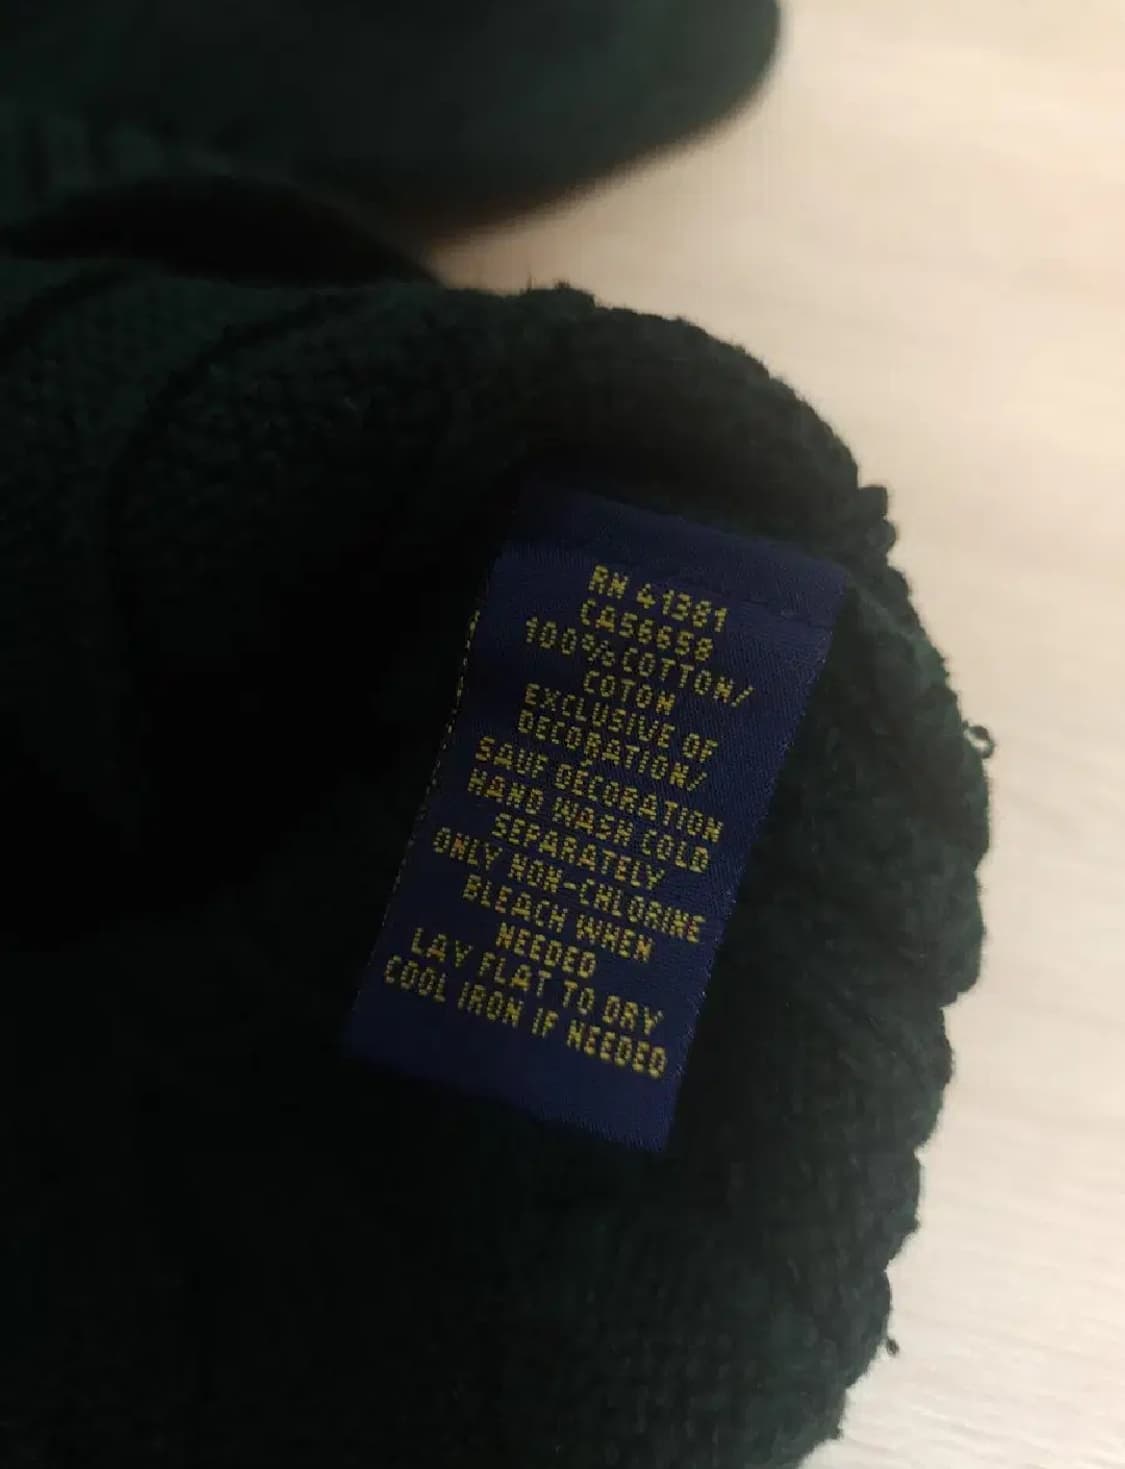 RN 41381
CA56658
100% COTTON/
COTON
EXCLUSIVE OF
DECORATION/
SAUF DÉCORATION
HAND WASH COLD
SEPARATELY
ONLY NON-CHLORINE
BLEACH WHEN
NEEDED
LAY FLAT TO DRY
COOL IRON IF NEEDED